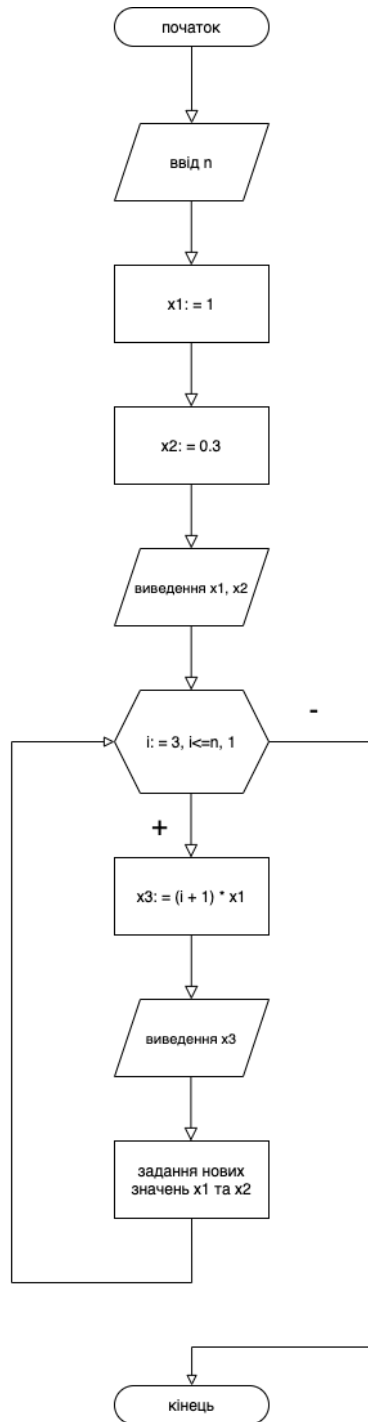 початок
ввід n
x1: = 1
x2: = 0.3
виведення x1, x2
-
i: = 3, i<=n, 1
+
x3: = (i + 1) * x1
виведення x3
задання нових
значень x1 та x2
кінець